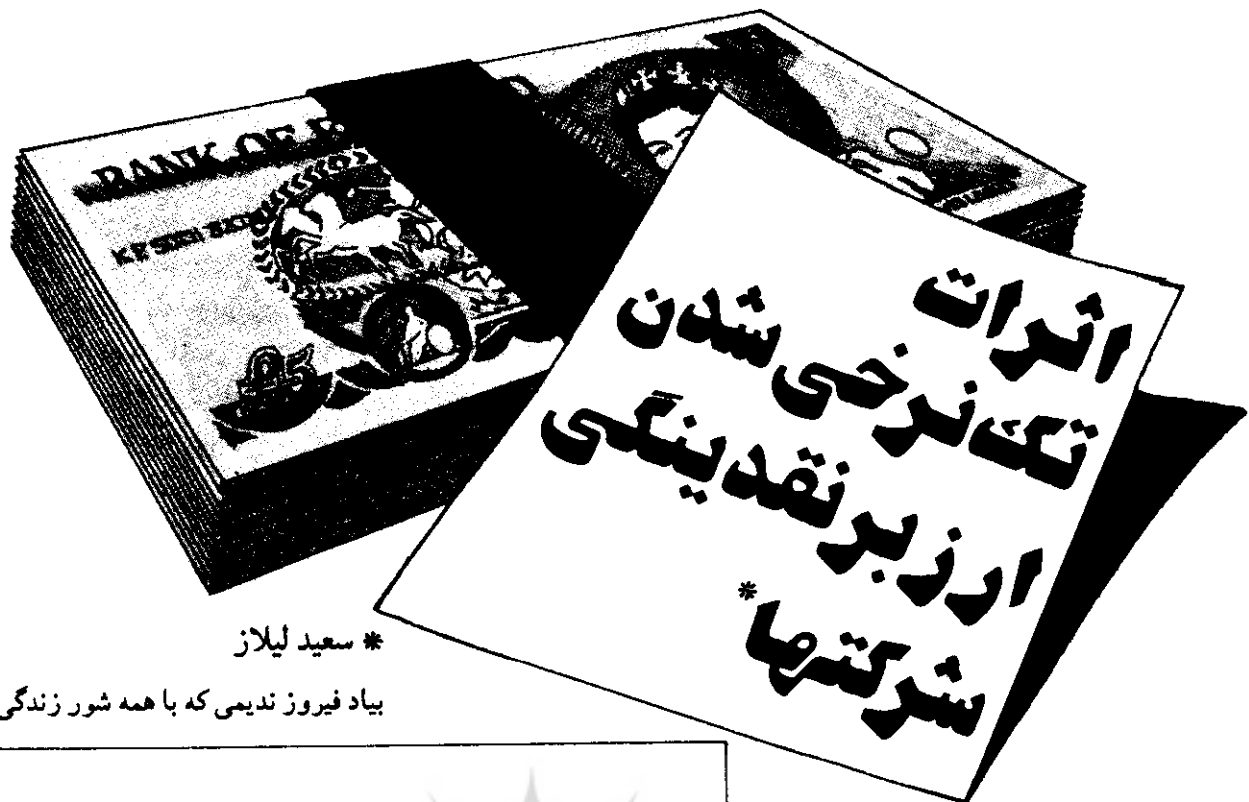 BANK OF
اثرات
تک‌نرخی شدن
ارز بر نقدینگی
شرکتها*
* سعید لیلاز
بیاد فیروز ندیمی که با همه شور زندگی